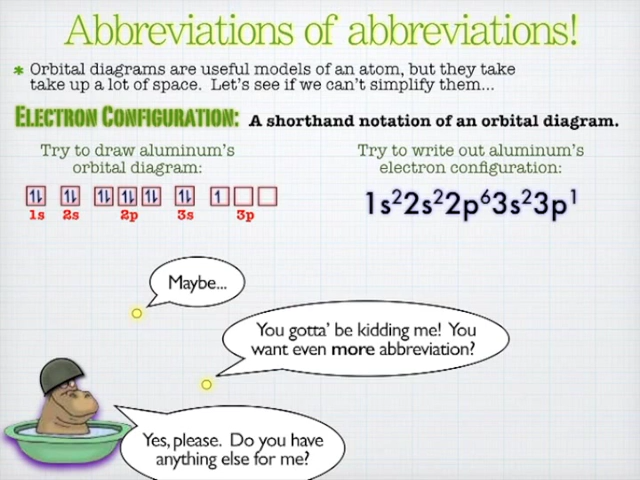 Abbreviations of abbreviations!
* Orbital diagrams are useful models of an atom, but they take
take up a lot of space. Let's see if we can't simplify them...
ELECTRON CONFIGURATION: A shorthand notation of an orbital diagram.
Try to draw aluminum's
orbital diagram:
⥮ ⥮ ⥮ ⥮ ⥮ ⥮ 1
1s 2s 2p 3s 3p
Try to write out aluminum's
electron configuration:
1s²2s²2p⁶3s²3p¹
Maybe...
You gotta' be kidding me! You
want even more abbreviation?
Yes, please. Do you have
anything else for me?